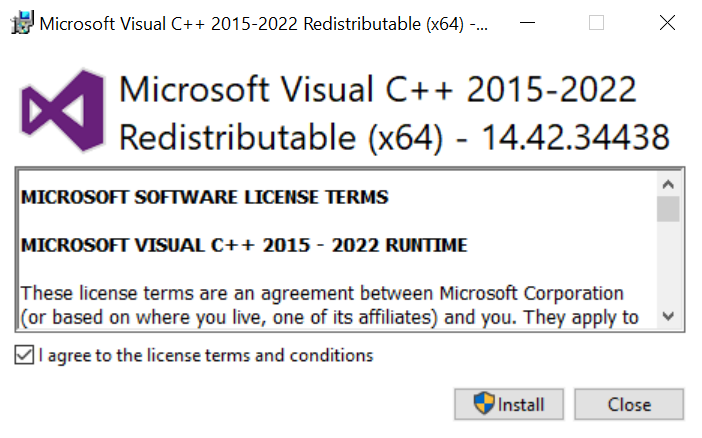 Microsoft Visual C++ 2015-2022 Redistributable (x64) -...
Microsoft Visual C++ 2015-2022
Redistributable (x64) - 14.42.34438
MICROSOFT SOFTWARE LICENSE TERMS
MICROSOFT VISUAL C++ 2015 - 2022 RUNTIME
These license terms are an agreement between Microsoft Corporation
(or based on where you live, one of its affiliates) and you. They apply to
I agree to the license terms and conditions
Install
Close